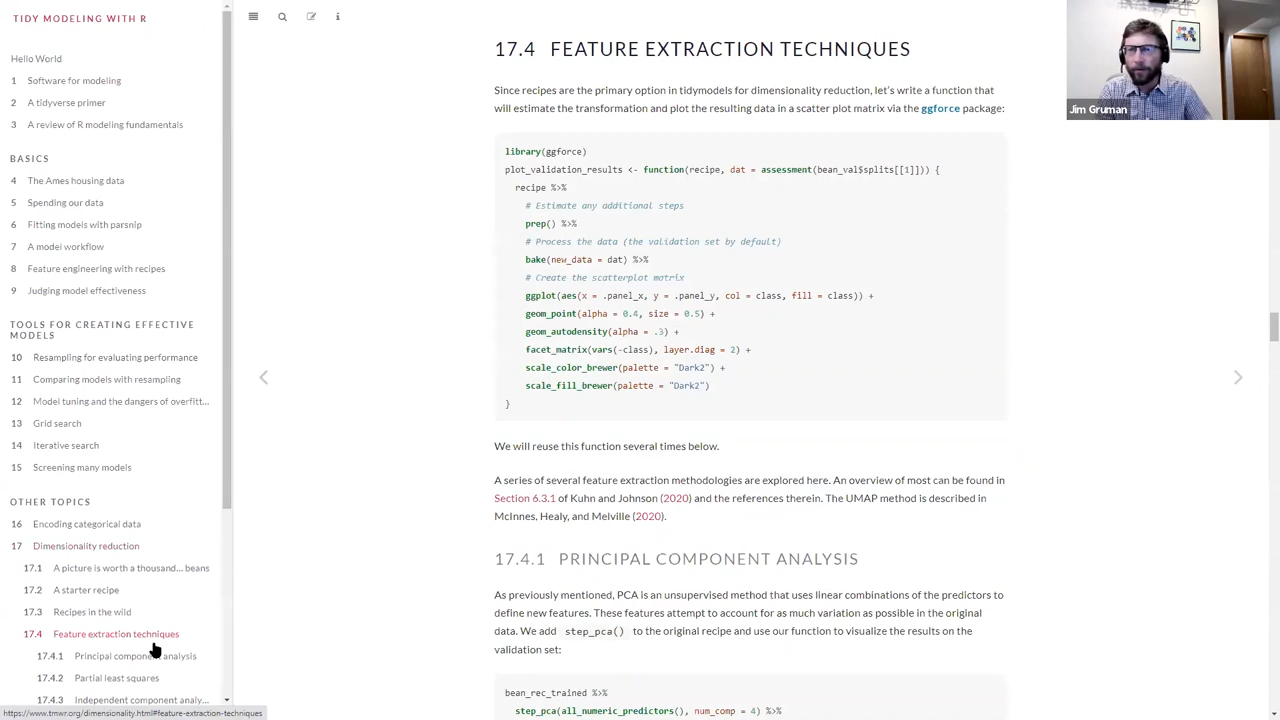 TIDY MODELING WITH R
Hello World
1 Software for modeling
2 A tidyverse primer
3 A review of R modeling fundamentals
BASICS
4 The Ames housing data
5 Spending our data
6 Fitting models with parsnip
7 A model workflow
8 Feature engineering with recipes
9 Judging model effectiveness
TOOLS FOR CREATING EFFECTIVE
MODELS
10 Resampling for evaluating performance
11 Comparing models with resampling
12 Model tuning and the dangers of overfitt...
13 Grid search
14 Iterative search
15 Screening many models
OTHER TOPICS
16 Encoding categorical data
17 Dimensionality reduction
17.1 A picture is worth a thousand... beans
17.2 A starter recipe
17.3 Recipes in the wild
17.4 Feature extraction techniques
17.4.1 Principal component analysis
17.4.2 Partial least squares
17.4.3 Independent component analy...
https://www.tmwr.org/dimensionality.html#feature-extraction-techniques
17.4 FEATURE EXTRACTION TECHNIQUES
Since recipes are the primary option in tidymodels for dimensionality reduction, let's write a function that
will estimate the transformation and plot the resulting data in a scatter plot matrix via the ggforce package:
library(ggforce)
plot_validation_results <- function(recipe, dat = assessment(bean_val$splits[[1]])) {
recipe %>%
# Estimate any additional steps
prep() %>%
# Process the data (the validation set by default)
bake(new_data = dat) %>%
# Create the scatterplot matrix
ggplot(aes(x = .panel_x, y = .panel_y, col = class, fill = class)) +
geom_point(alpha = 0.4, size = 0.5) +
geom_autodensity(alpha = .3) +
facet_matrix(vars(-class), layer.diag = 2) +
scale_color_brewer(palette = "Dark2") +
scale_fill_brewer(palette = "Dark2")
}
We will reuse this function several times below.
A series of several feature extraction methodologies are explored here. An overview of most can be found in
Section 6.3.1 of Kuhn and Johnson (2020) and the references therein. The UMAP method is described in
McInnes, Healy, and Melville (2020).
17.4.1 PRINCIPAL COMPONENT ANALYSIS
As previously mentioned, PCA is an unsupervised method that uses linear combinations of the predictors to
define new features. These features attempt to account for as much variation as possible in the original
data. We add step_pca() to the original recipe and use our function to visualize the results on the
validation set:
bean_rec_trained %>%
step_pca(all_numeric_predictors(), num_comp = 4) %>%
Jim Gruman